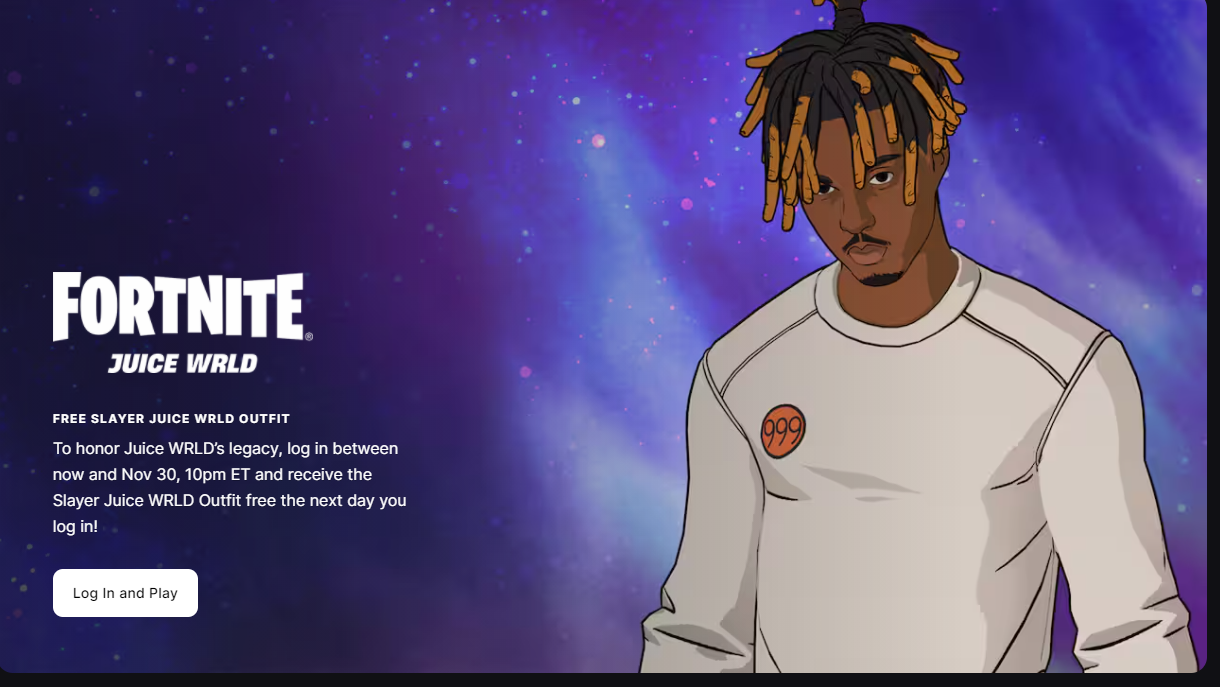 FORTNITE®
JUICE WRLD
FREE SLAYER JUICE WRLD OUTFIT
To honor Juice WRLD’s legacy, log in between
now and Nov 30, 10pm ET and receive the
Slayer Juice WRLD Outfit free the next day you
log in!
Log In and Play
999